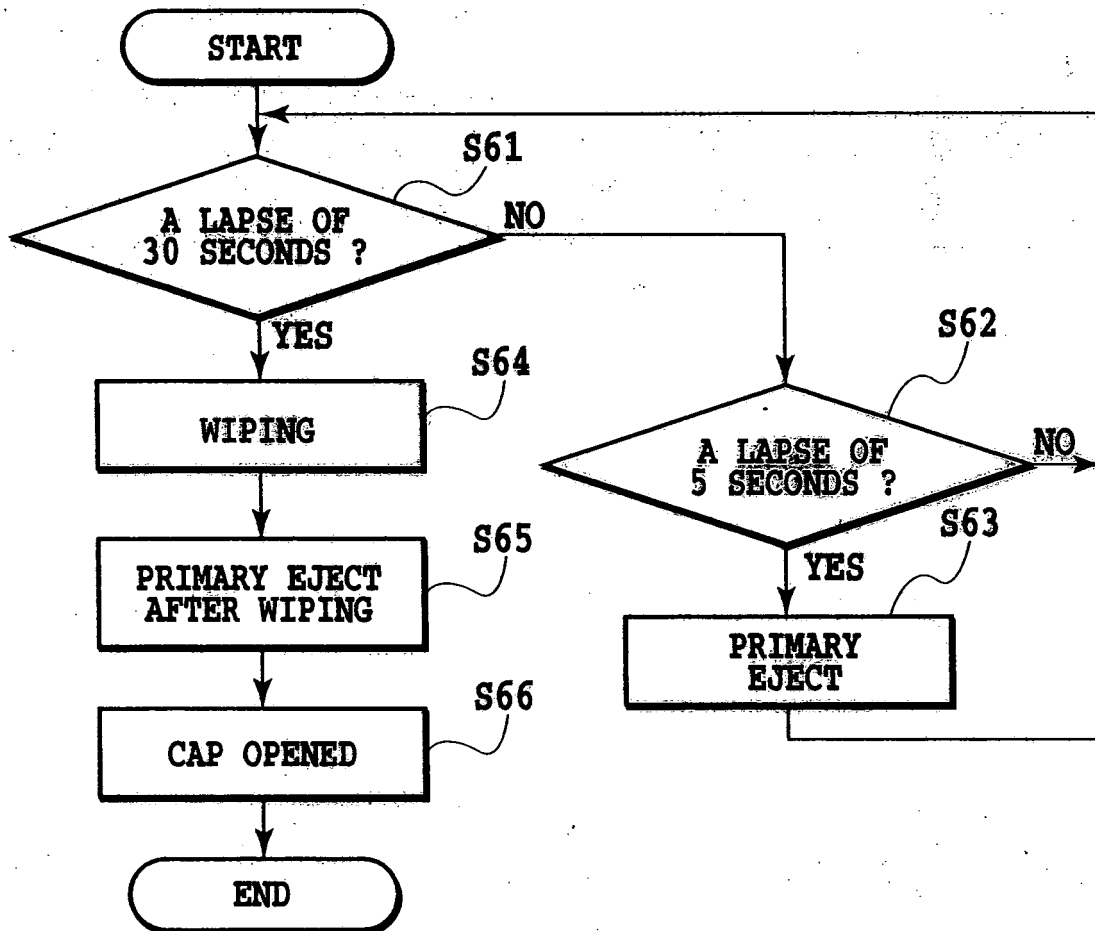 START
S61
A LAPSE OF
30 SECONDS ?
NO
YES
S64
WIPING
S62
A LAPSE OF
5 SECONDS ?
NO
YES
S65
PRIMARY EJECT
AFTER WIPING
S63
PRIMARY
EJECT
S66
CAP OPENED
END